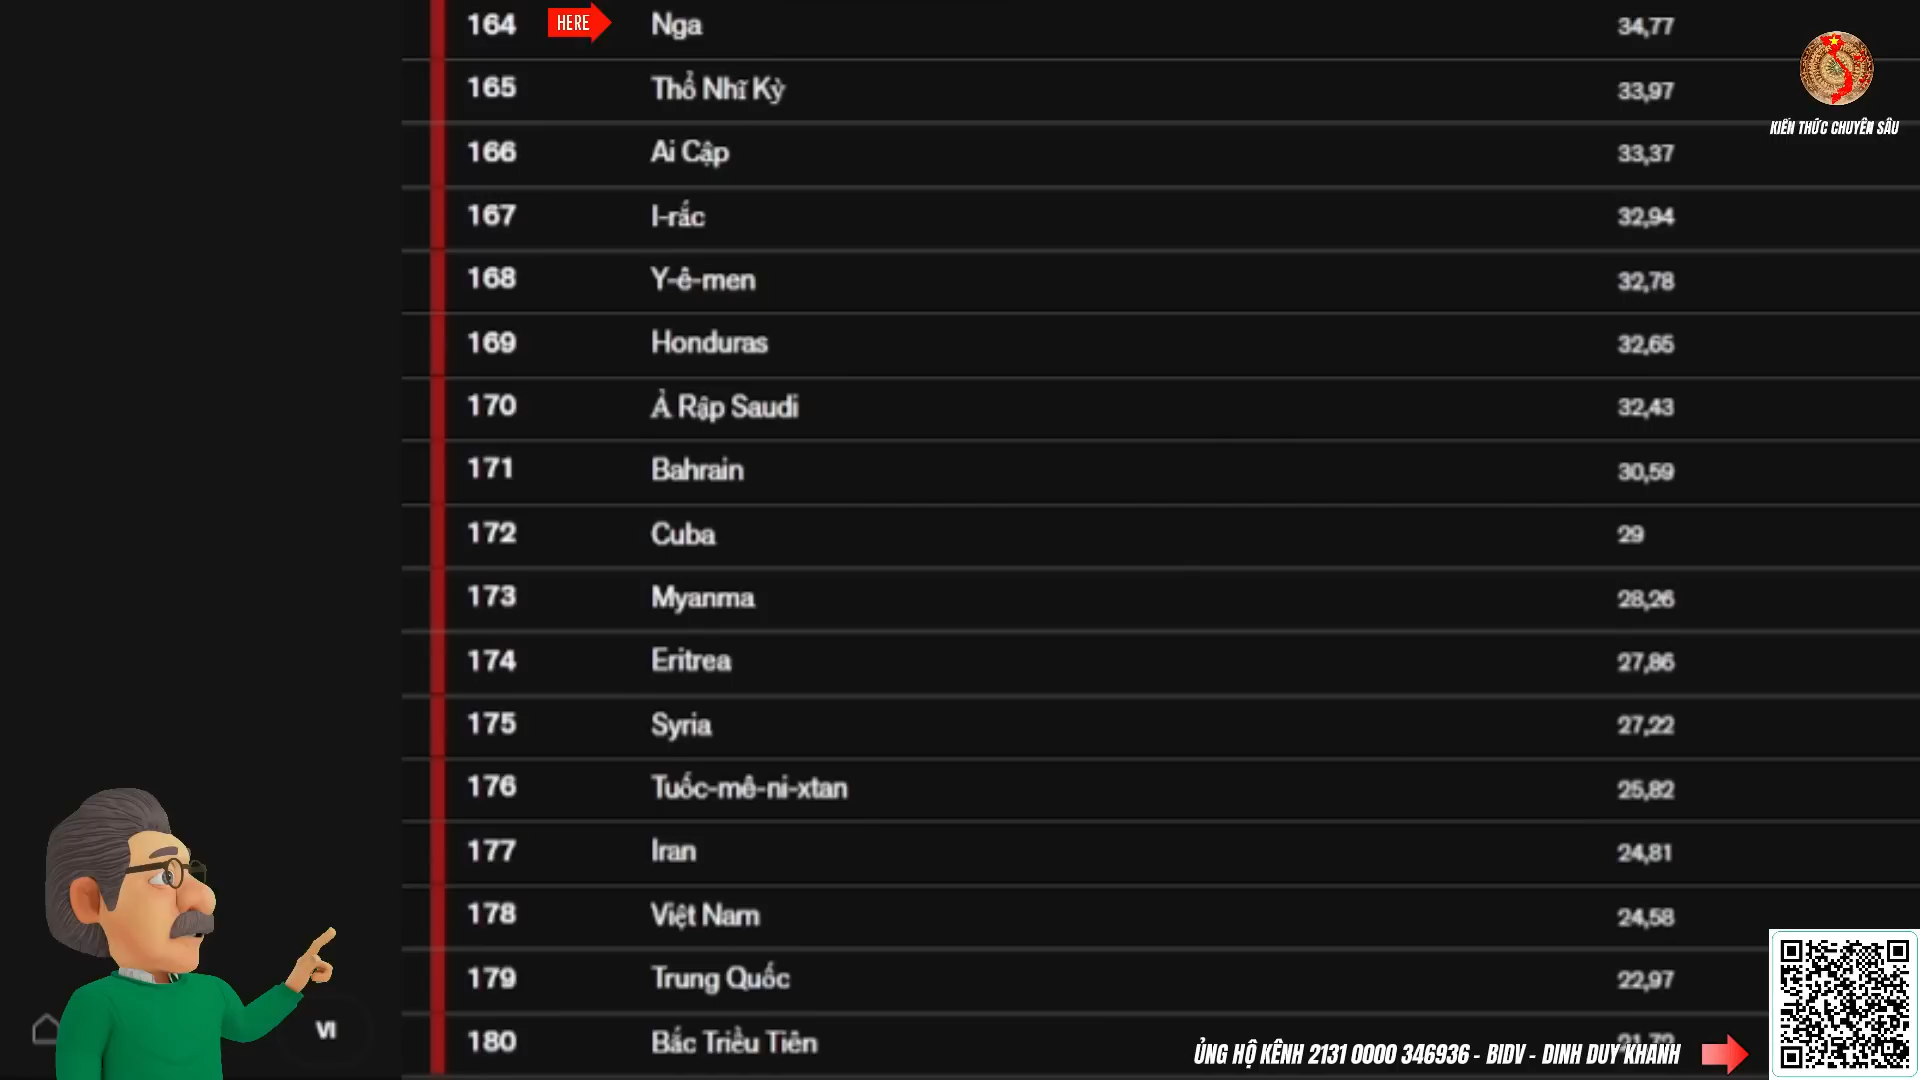 164 HERE Nga 34,77
165 Thổ Nhĩ Kỳ 33,97
KIẾN THỨC CHUYÊN SÂU
166 Ai Cập 33,37
167 I-rắc 32,94
168 Y-ê-men 32,78
169 Honduras 32,65
170 Ả Rập Saudi 32,43
171 Bahrain 30,59
172 Cuba 29
173 Myanma 28,26
174 Eritrea 27,86
175 Syria 27,22
176 Tuốc-mê-ni-xtan 25,82
177 Iran 24,81
178 Việt Nam 24,58
179 Trung Quốc 22,97
VI
180 Bắc Triều Tiên
ỦNG HỘ KÊNH 2131 0000 346936 - BIDV - DINH DUY KHANH